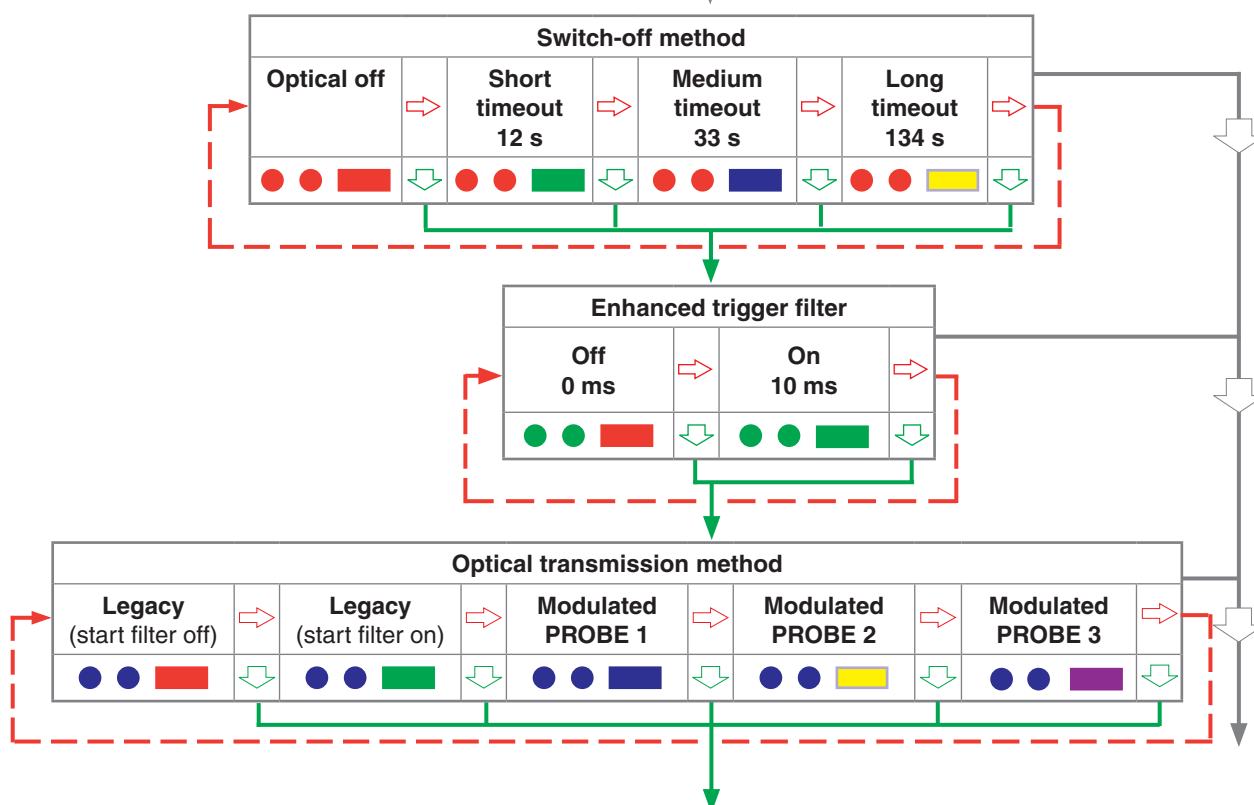 Switch-off method
Optical off
Short
timeout
12 s
Medium
timeout
33 s
Long
timeout
134 s
Enhanced trigger filter
Off
0 ms
On
10 ms
Optical transmission method
Legacy
(start filter off)
Legacy
(start filter on)
Modulated
PROBE 1
Modulated
PROBE 2
Modulated
PROBE 3